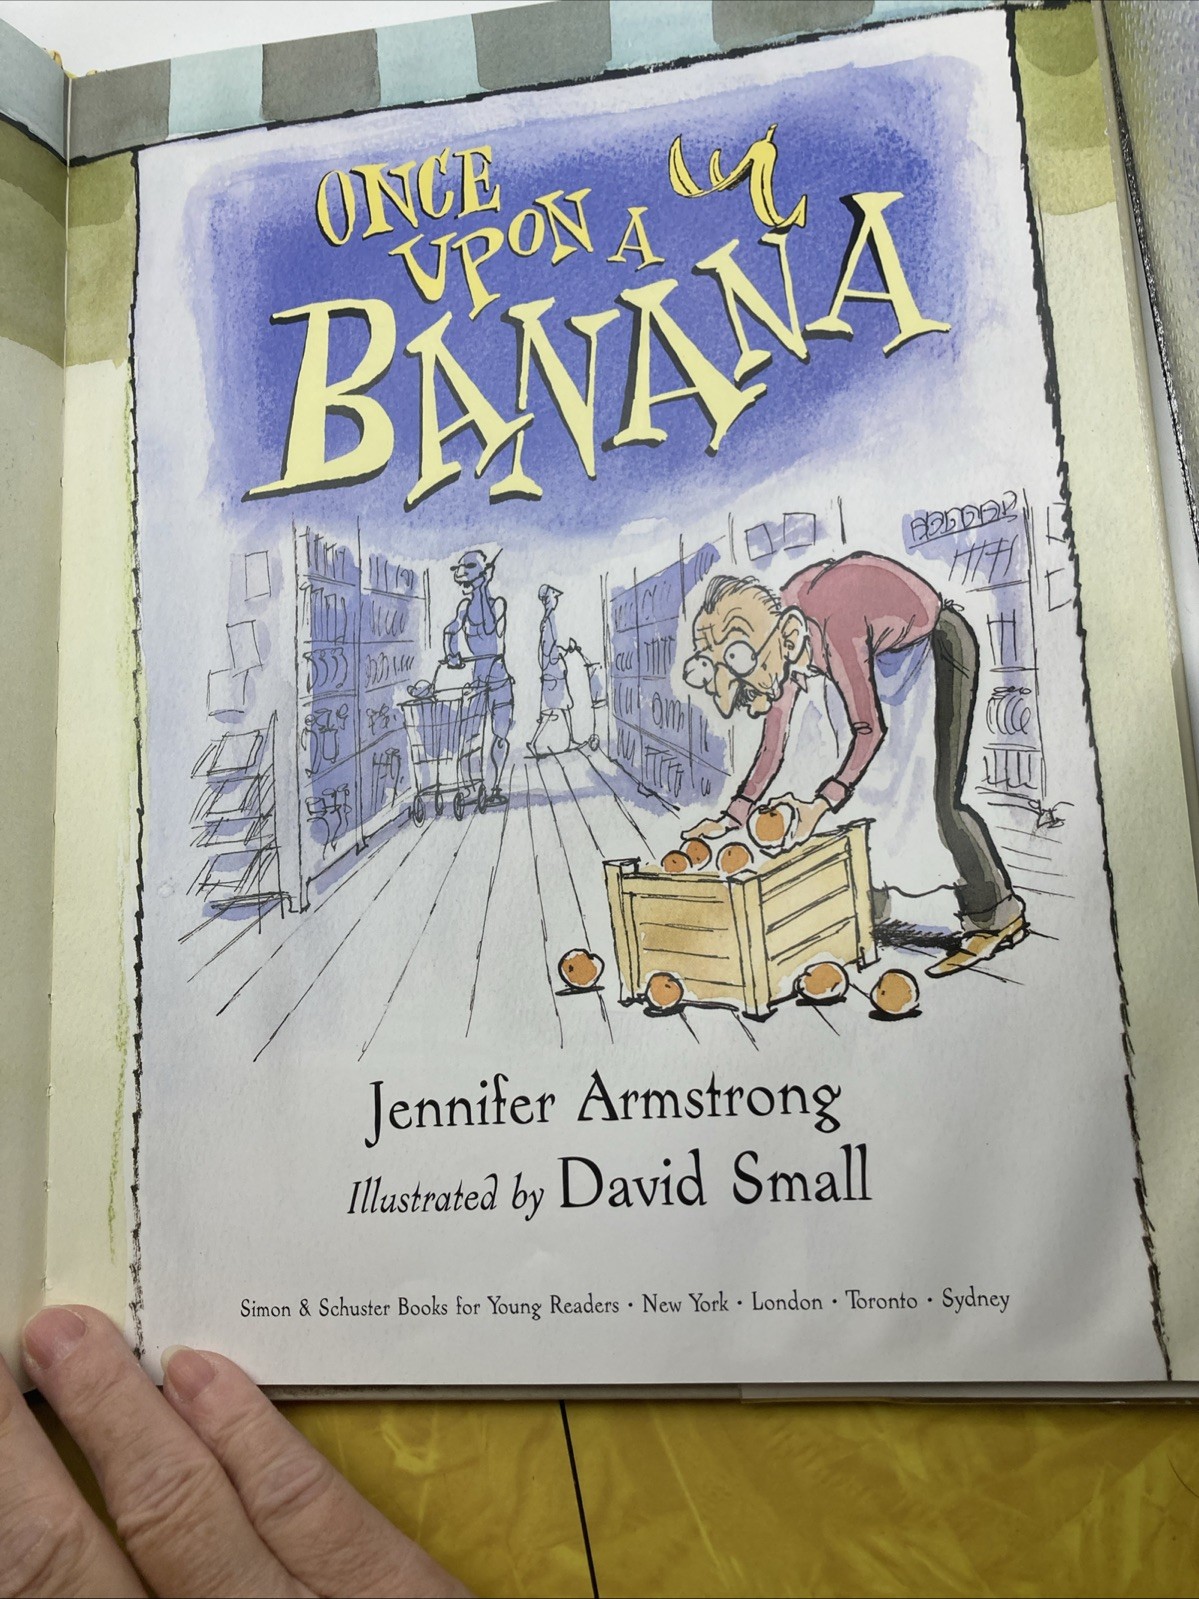 ONCE
UPON A
BANANA
Jennifer Armstrong
Illustrated by David Small
Simon & Schuster Books for Young Readers • New York • London • Toronto • Sydney